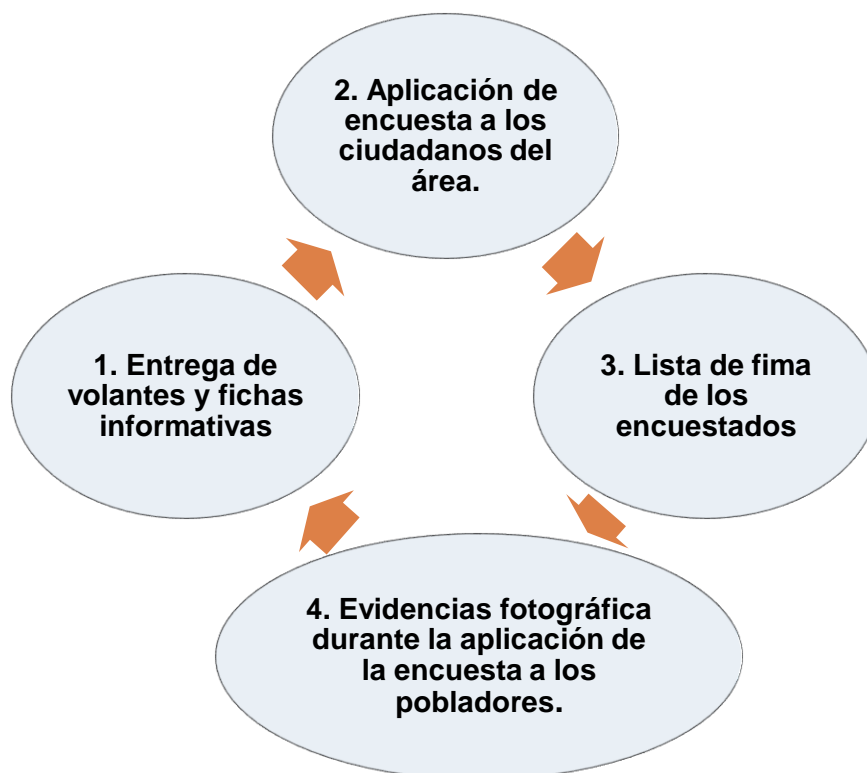 1. Entrega de
volantes y fichas
informativas
2. Aplicación de
encuesta a los
ciudadanos del
área.
3. Lista de fima
de los
encuestados
4. Evidencias fotográfica
durante la aplicación de
la encuesta a los
pobladores.